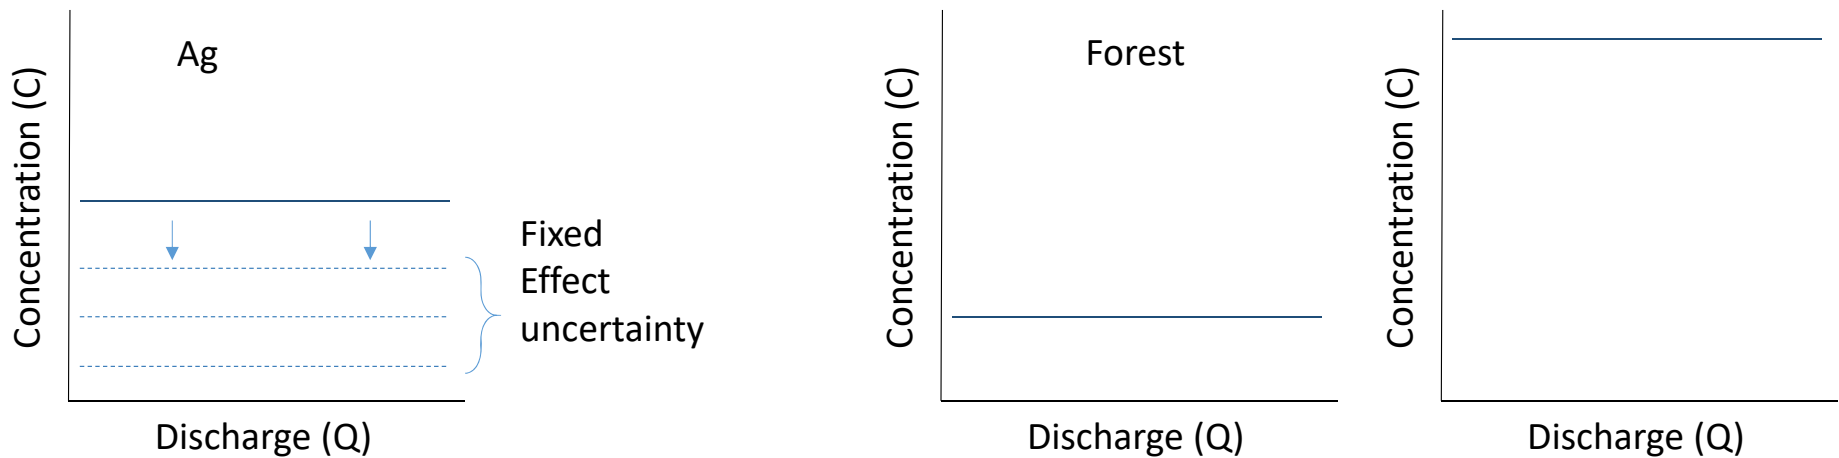 Concentration (C)
Ag
Fixed
Effect
uncertainty
Discharge (Q)
Concentration (C)
Forest
Discharge (Q)
Concentration (C)
Discharge (Q)